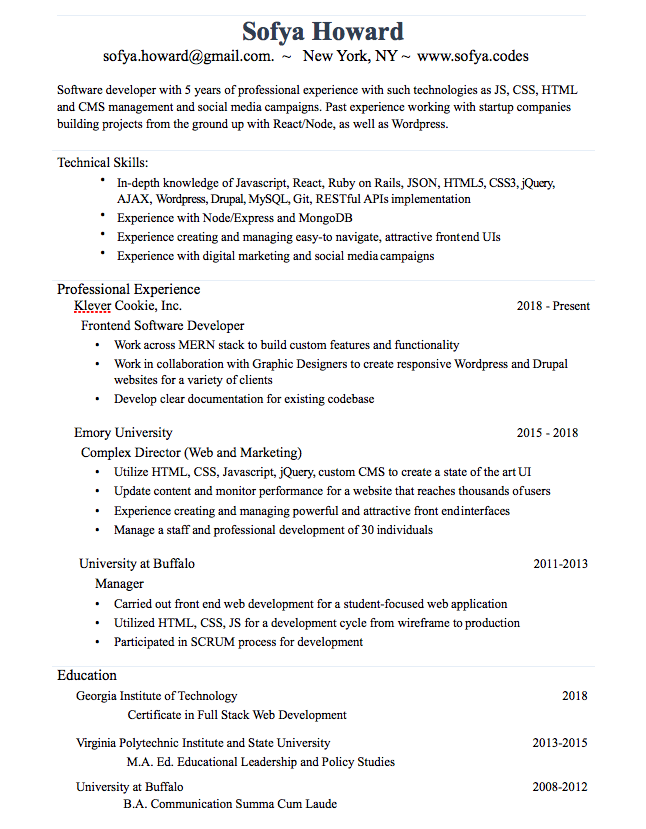 Sofya Howard
sofya.howard@gmail.com. ~ New York, NY ~ www.sofya.codes
Software developer with 5 years of professional experience with such technologies as JS, CSS, HTML
and CMS management and social media campaigns. Past experience working with startup companies
building projects from the ground up with React/Node, as well as Wordpress.
Technical Skills:
• In-depth knowledge of Javascript, React, Ruby on Rails, JSON, HTML5, CSS3, jQuery,
AJAX, Wordpress, Drupal, MySQL, Git, RESTful APIs implementation
• Experience with Node/Express and MongoDB
• Experience creating and managing easy-to navigate, attractive frontend UIs
• Experience with digital marketing and social media campaigns
Professional Experience
Klever Cookie, Inc. 2018 - Present
Frontend Software Developer
• Work across MERN stack to build custom features and functionality
• Work in collaboration with Graphic Designers to create responsive Wordpress and Drupal
websites for a variety of clients
• Develop clear documentation for existing codebase
Emory University 2015 - 2018
Complex Director (Web and Marketing)
• Utilize HTML, CSS, Javascript, jQuery, custom CMS to create a state of the art UI
• Update content and monitor performance for a website that reaches thousands of users
• Experience creating and managing powerful and attractive front end interfaces
• Manage a staff and professional development of 30 individuals
University at Buffalo 2011-2013
Manager
• Carried out front end web development for a student-focused web application
• Utilized HTML, CSS, JS for a development cycle from wireframe to production
• Participated in SCRUM process for development
Education
Georgia Institute of Technology 2018
Certificate in Full Stack Web Development
Virginia Polytechnic Institute and State University 2013-2015
M.A. Ed. Educational Leadership and Policy Studies
University at Buffalo 2008-2012
B.A. Communication Summa Cum Laude